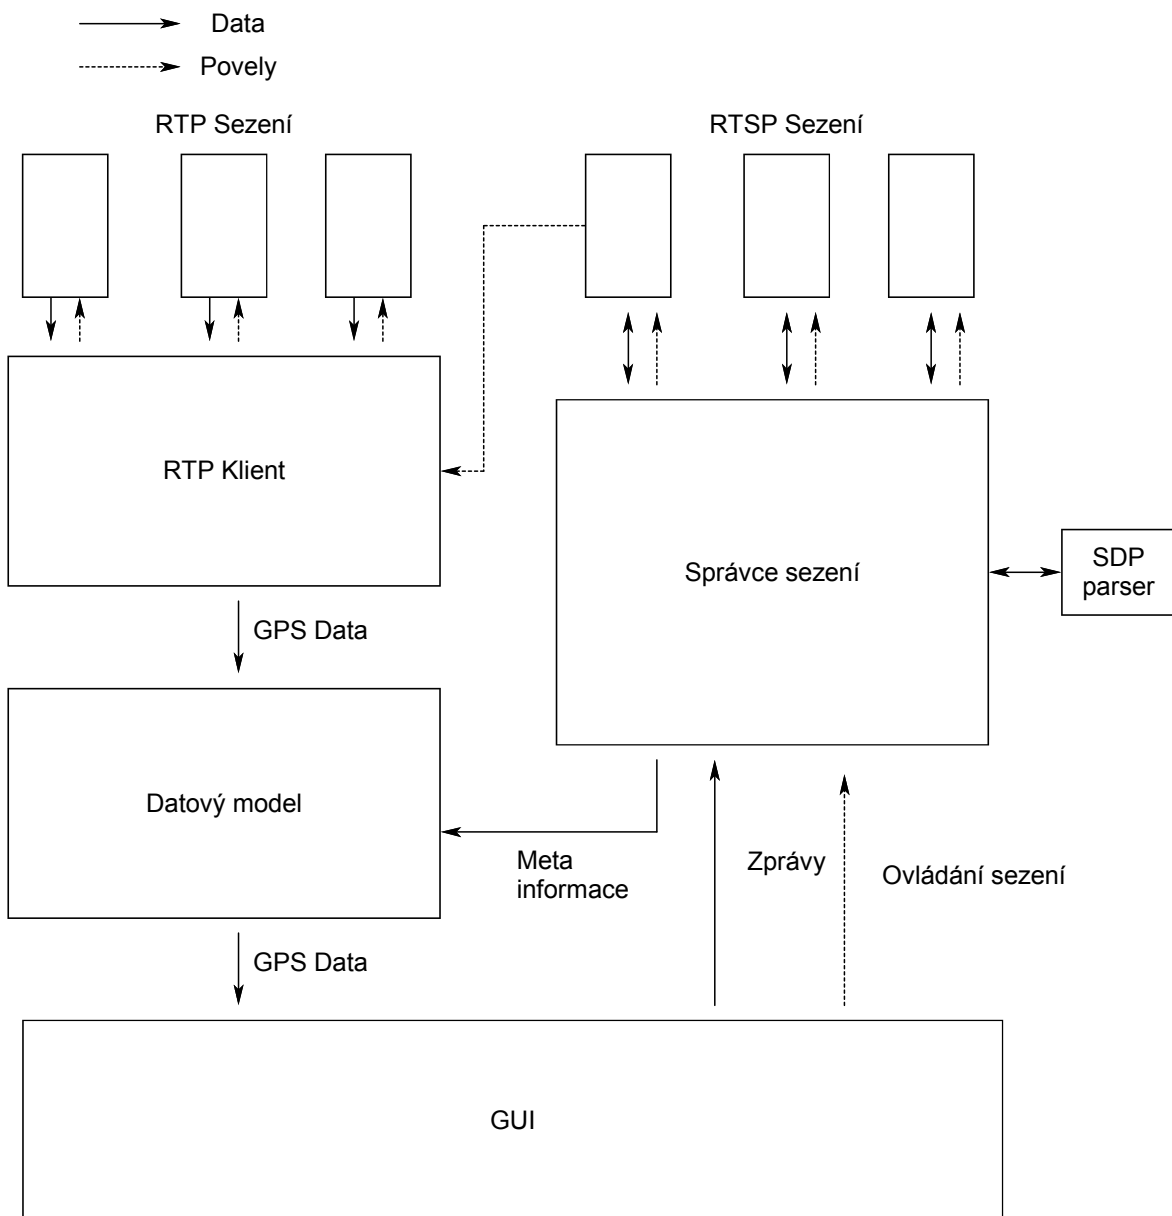 Data
Povely
RTP Sezení
RTSP Sezení
RTP Klient
Správce sezení
SDP
parser
GPS Data
Datový model
Meta
informace
Zprávy
Ovládání sezení
GPS Data
GUI